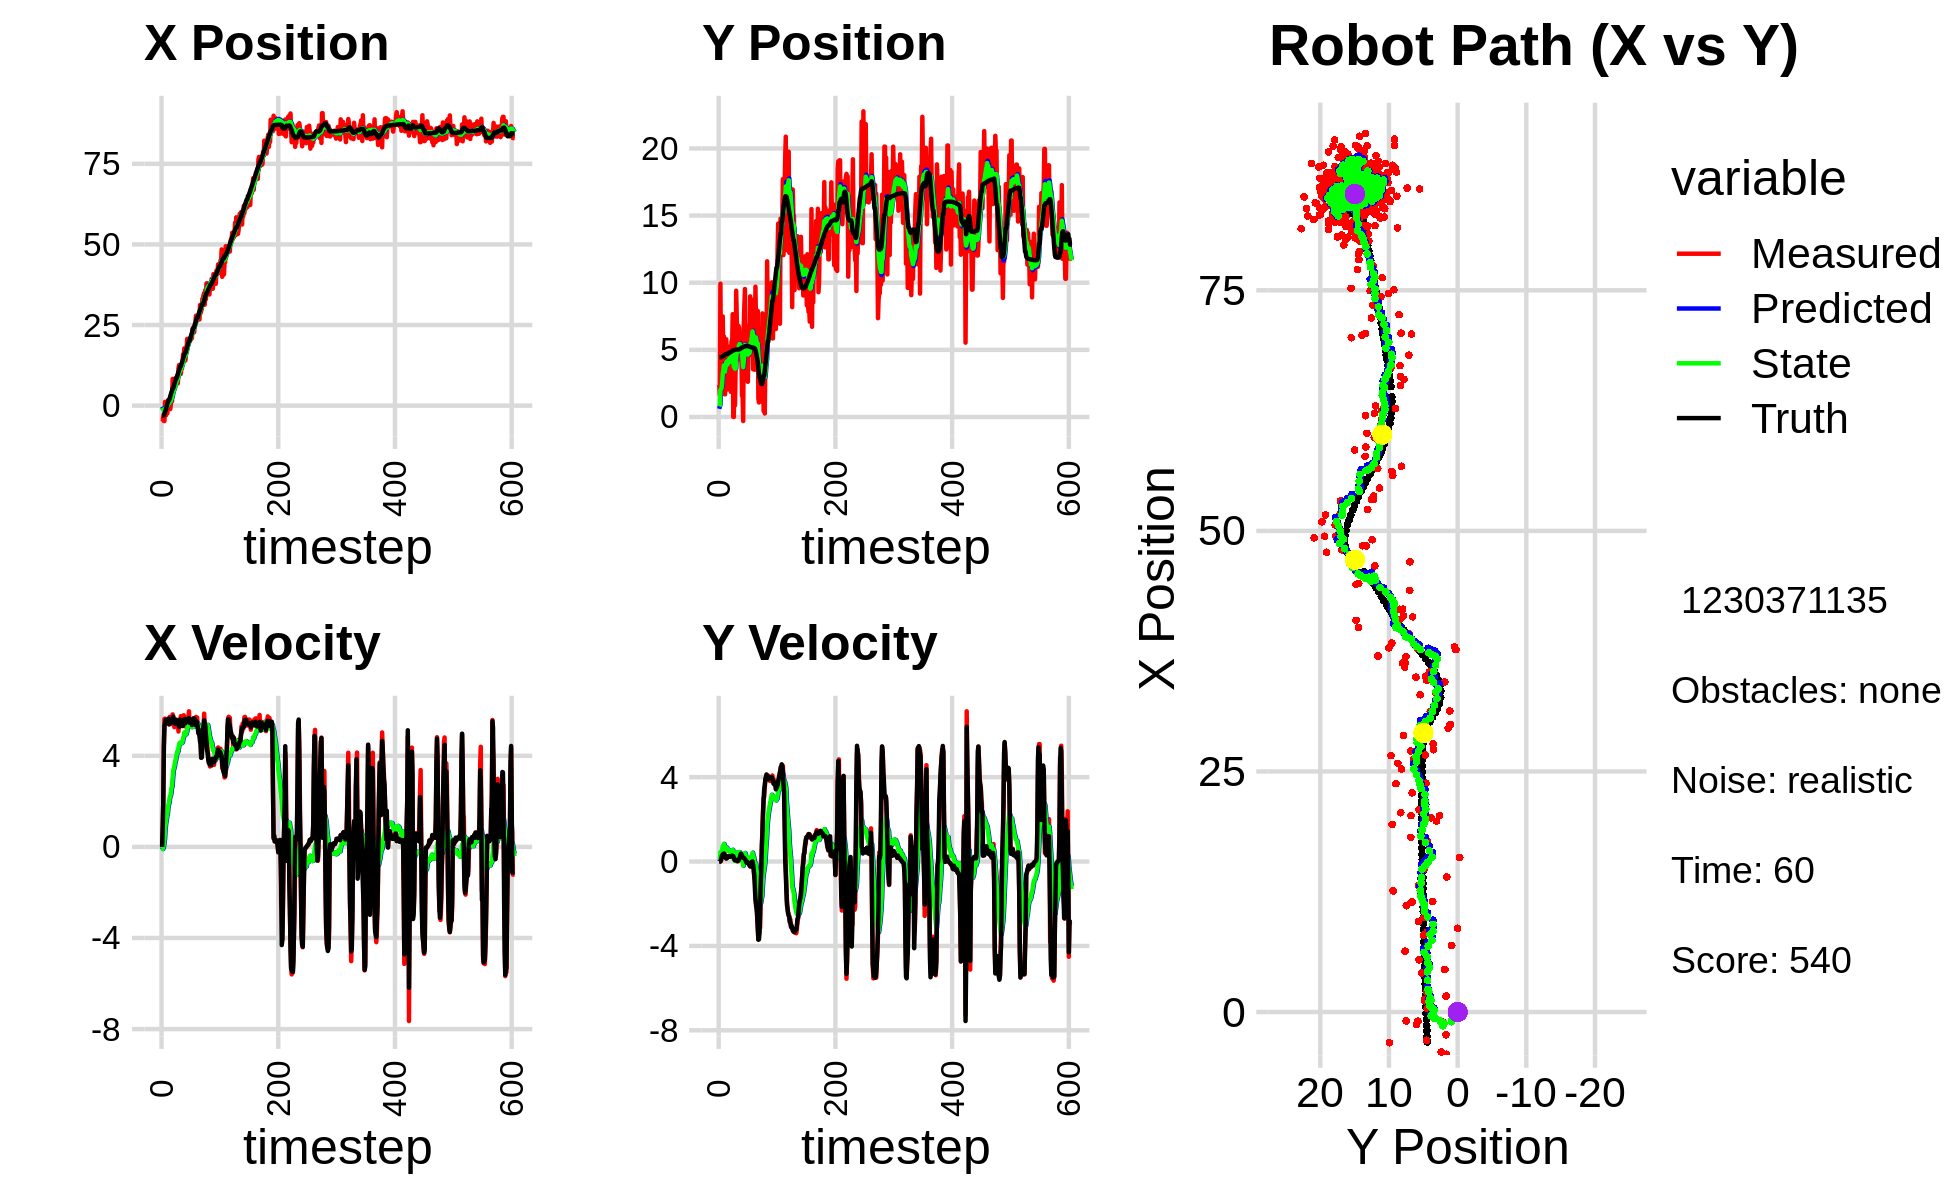 X Position
75
50
25
0
0
200
400
600
timestep
Y Position
20
15
10
5
0
0
200
400
600
timestep
X Velocity
4
0
-4
-8
0
200
400
600
timestep
Y Velocity
4
0
-4
-8
0
200
400
600
timestep
Robot Path (X vs Y)
X Position
75
50
25
0
20 10 0 -10 -20
Y Position
variable
Measured
Predicted
State
Truth
1230371135
Obstacles: none
Noise: realistic
Time: 60
Score: 540